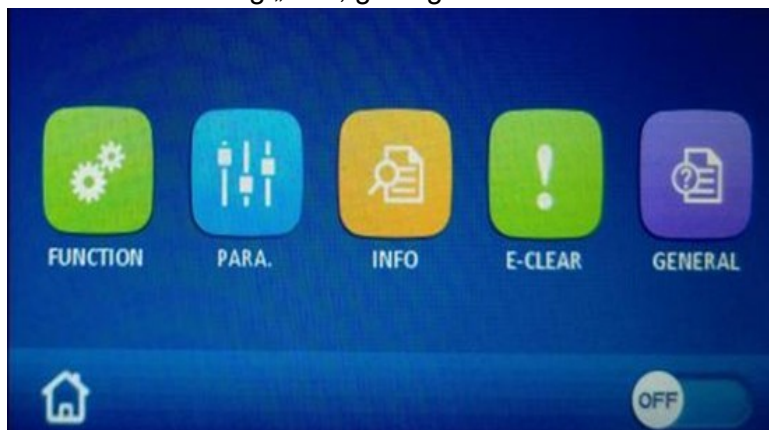 FUNCTION
PARA.
INFO
E-CLEAR
GENERAL
OFF